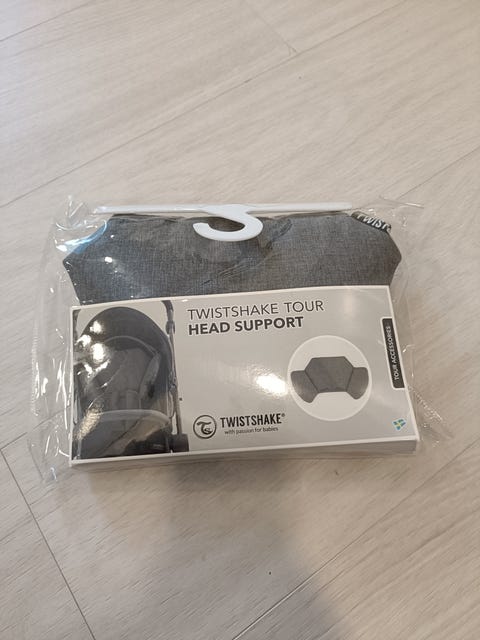 TWIST
TWISTSHAKE TOUR
HEAD SUPPORT
TOUR ACCESSORIES
TWISTSHAKE®
with passion for babies